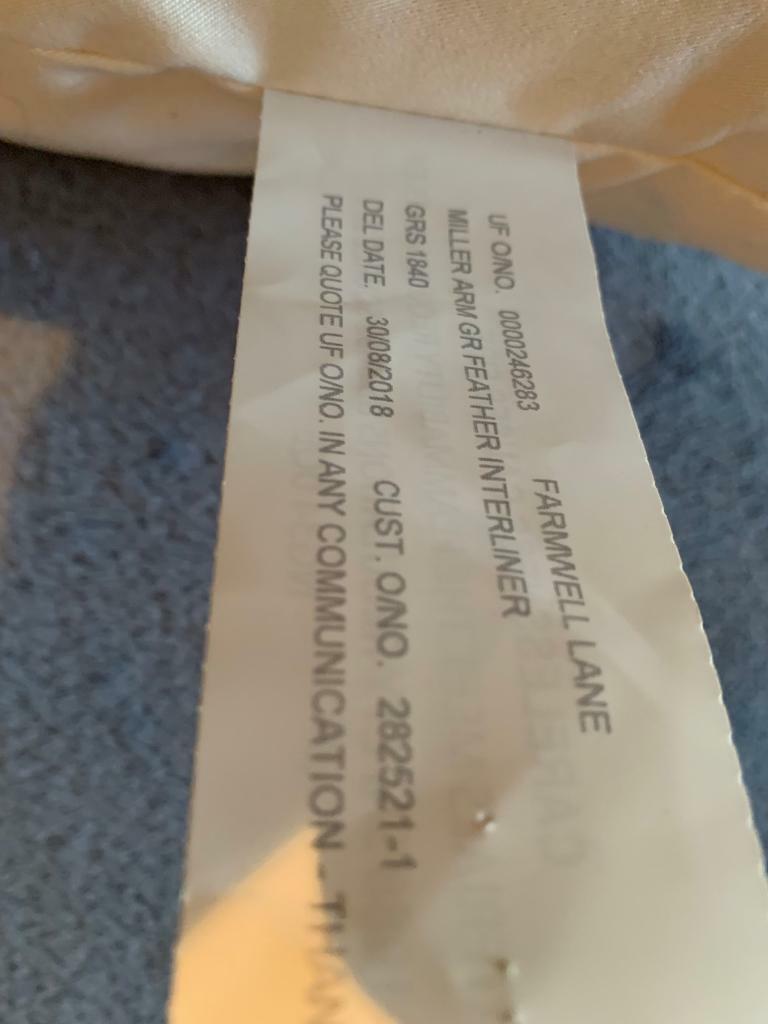 FARMWELL LANE
UF O/NO. 0000246283
MILLER ARM GR FEATHER INTERLINER
GRS 1840
DEL DATE. 30/08/2018 CUST. O/NO. 282521-1
PLEASE QUOTE UF O/NO. IN ANY COMMUNICATION - THAN